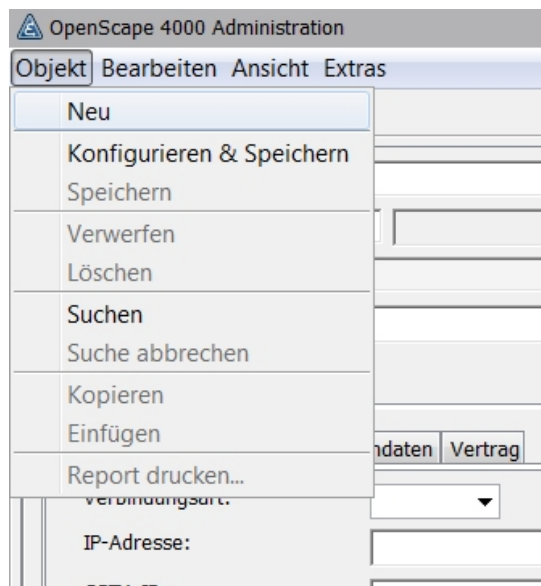 OpenScape 4000 Administration
Objekt Bearbeiten Ansicht Extras
Neu
Konfigurieren & Speichern
Speichern
Verwerfen
Löschen
Suchen
Suche abbrechen
Kopieren
Einfügen
Report drucken...
Vertrag
Verbindungsart:
IP-Adresse: